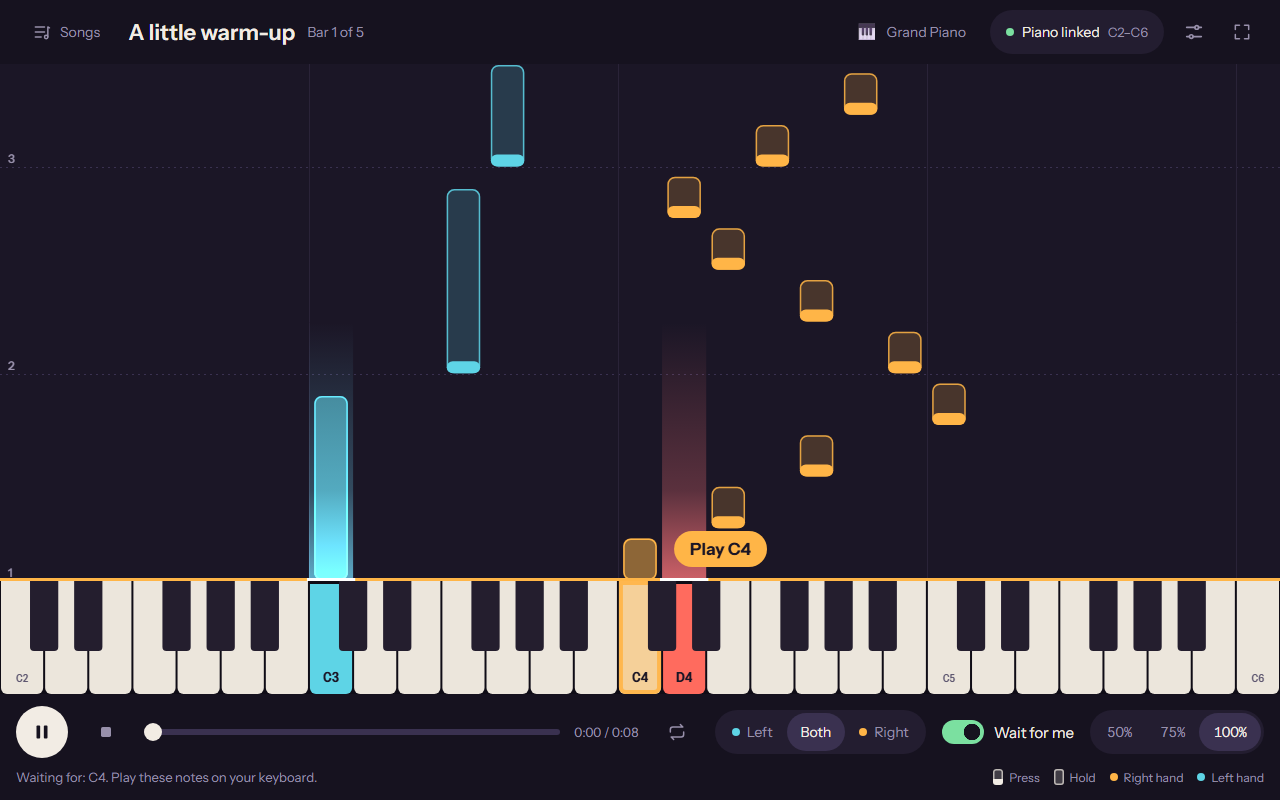 Songs
A little warm-up
Bar 1 of 5
Grand Piano
Piano linked C2–C6
3
2
Play C4
1
C2
C3
C4
D4
C5
C6
0:00 / 0:08
Left
Both
Right
Wait for me
50%
75%
100%
Waiting for: C4. Play these notes on your keyboard.
Press
Hold
Right hand
Left hand